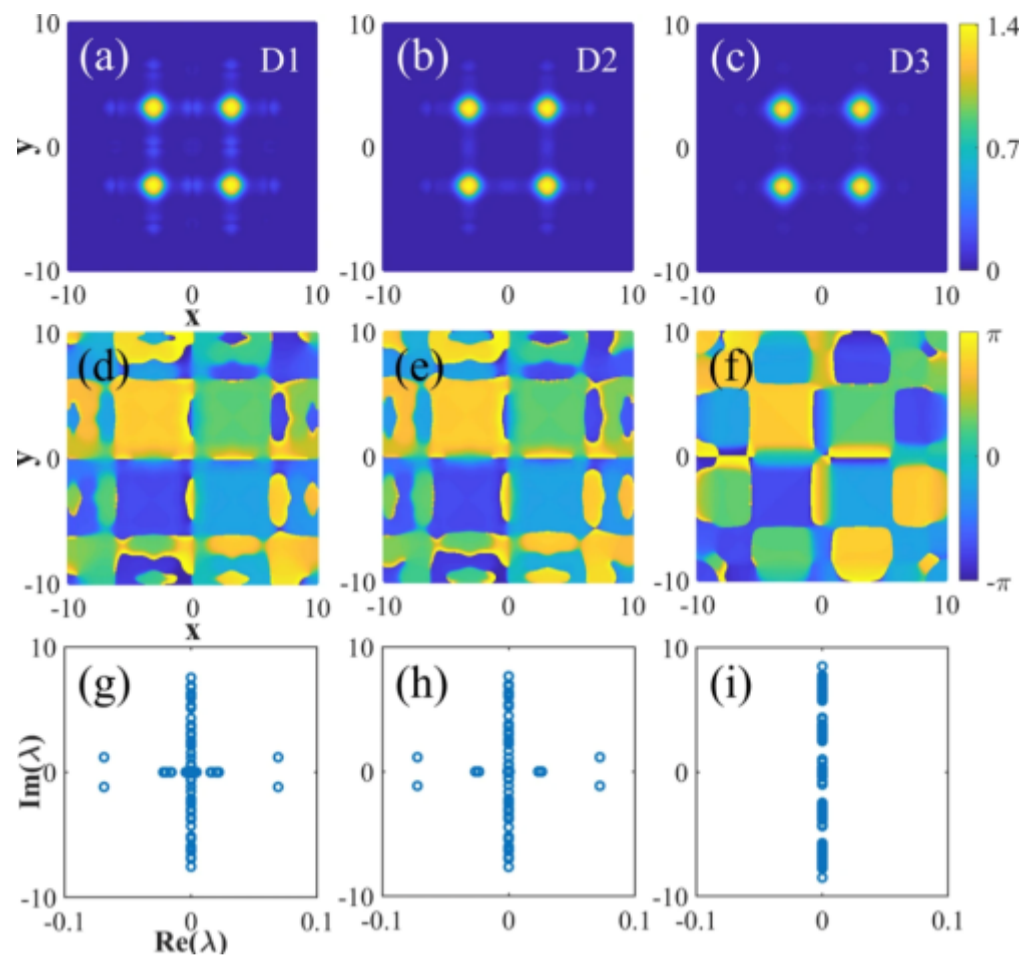 10 10 10 1.4
(a) D1 (b) D2 (c) D3
y 0 0 0 0.7
-10 -10 -10 0
-10 0 10 -10 0 10 -10 0 10
x
10 10 10 π
(d) (e) (f)
y 0 0 0 0
-10 -10 -10 -π
-10 0 10 -10 0 10 -10 0 10
x
10 10 10
(g) (h) (i)
Im(λ) 0 0 0
-10 -10 -10
-0.1 0 0.1 -0.1 0 0.1 -0.1 0 0.1
Re(λ)